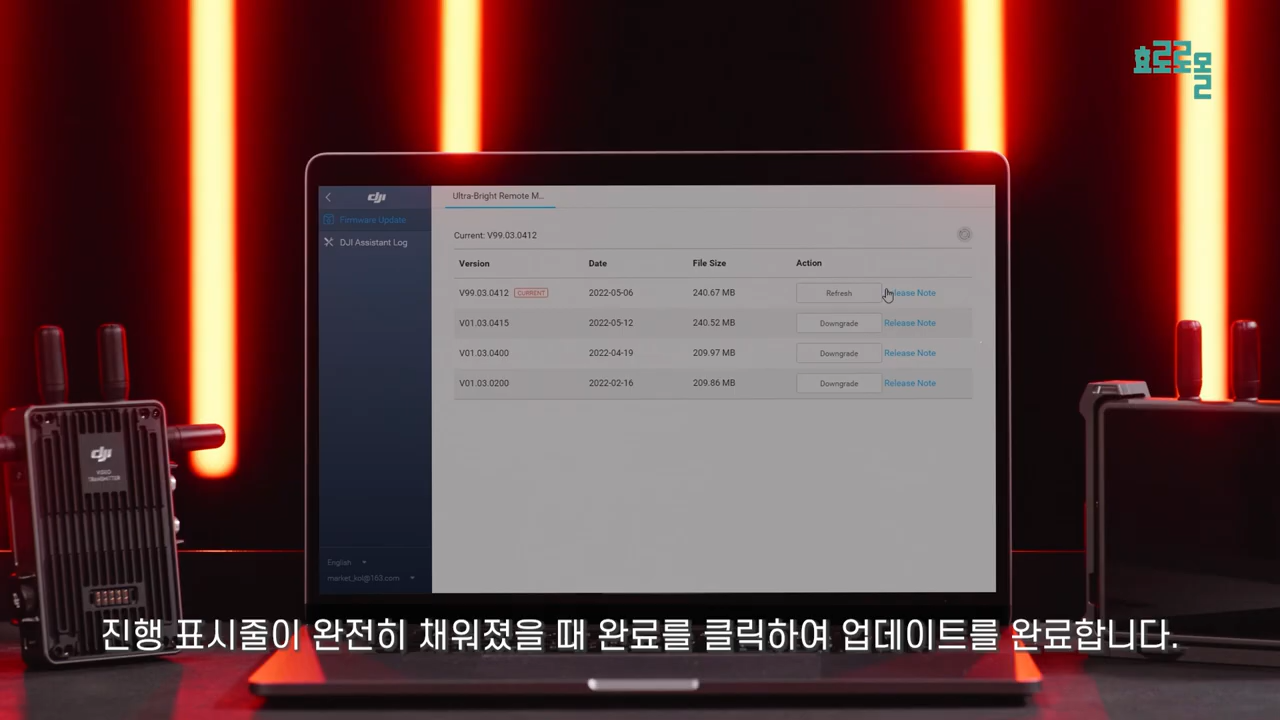 효로로몰
dji
Ultra-Bright Remote M...
Firmware Update
DJI Assistant Log
Current: V99.03.0412
Version Date File Size Action
V99.03.0412 CURRENT 2022-05-06 240.67 MB Refresh Release Note
V01.03.0415 2022-05-12 240.52 MB Downgrade Release Note
V01.03.0400 2022-04-19 209.97 MB Downgrade Release Note
V01.03.0200 2022-02-16 209.86 MB Downgrade Release Note
dji
VIDEO
TRANSMITTER
English
market_kol@163.com
진행 표시줄이 완전히 채워졌을 때 완료를 클릭하여 업데이트를 완료합니다.